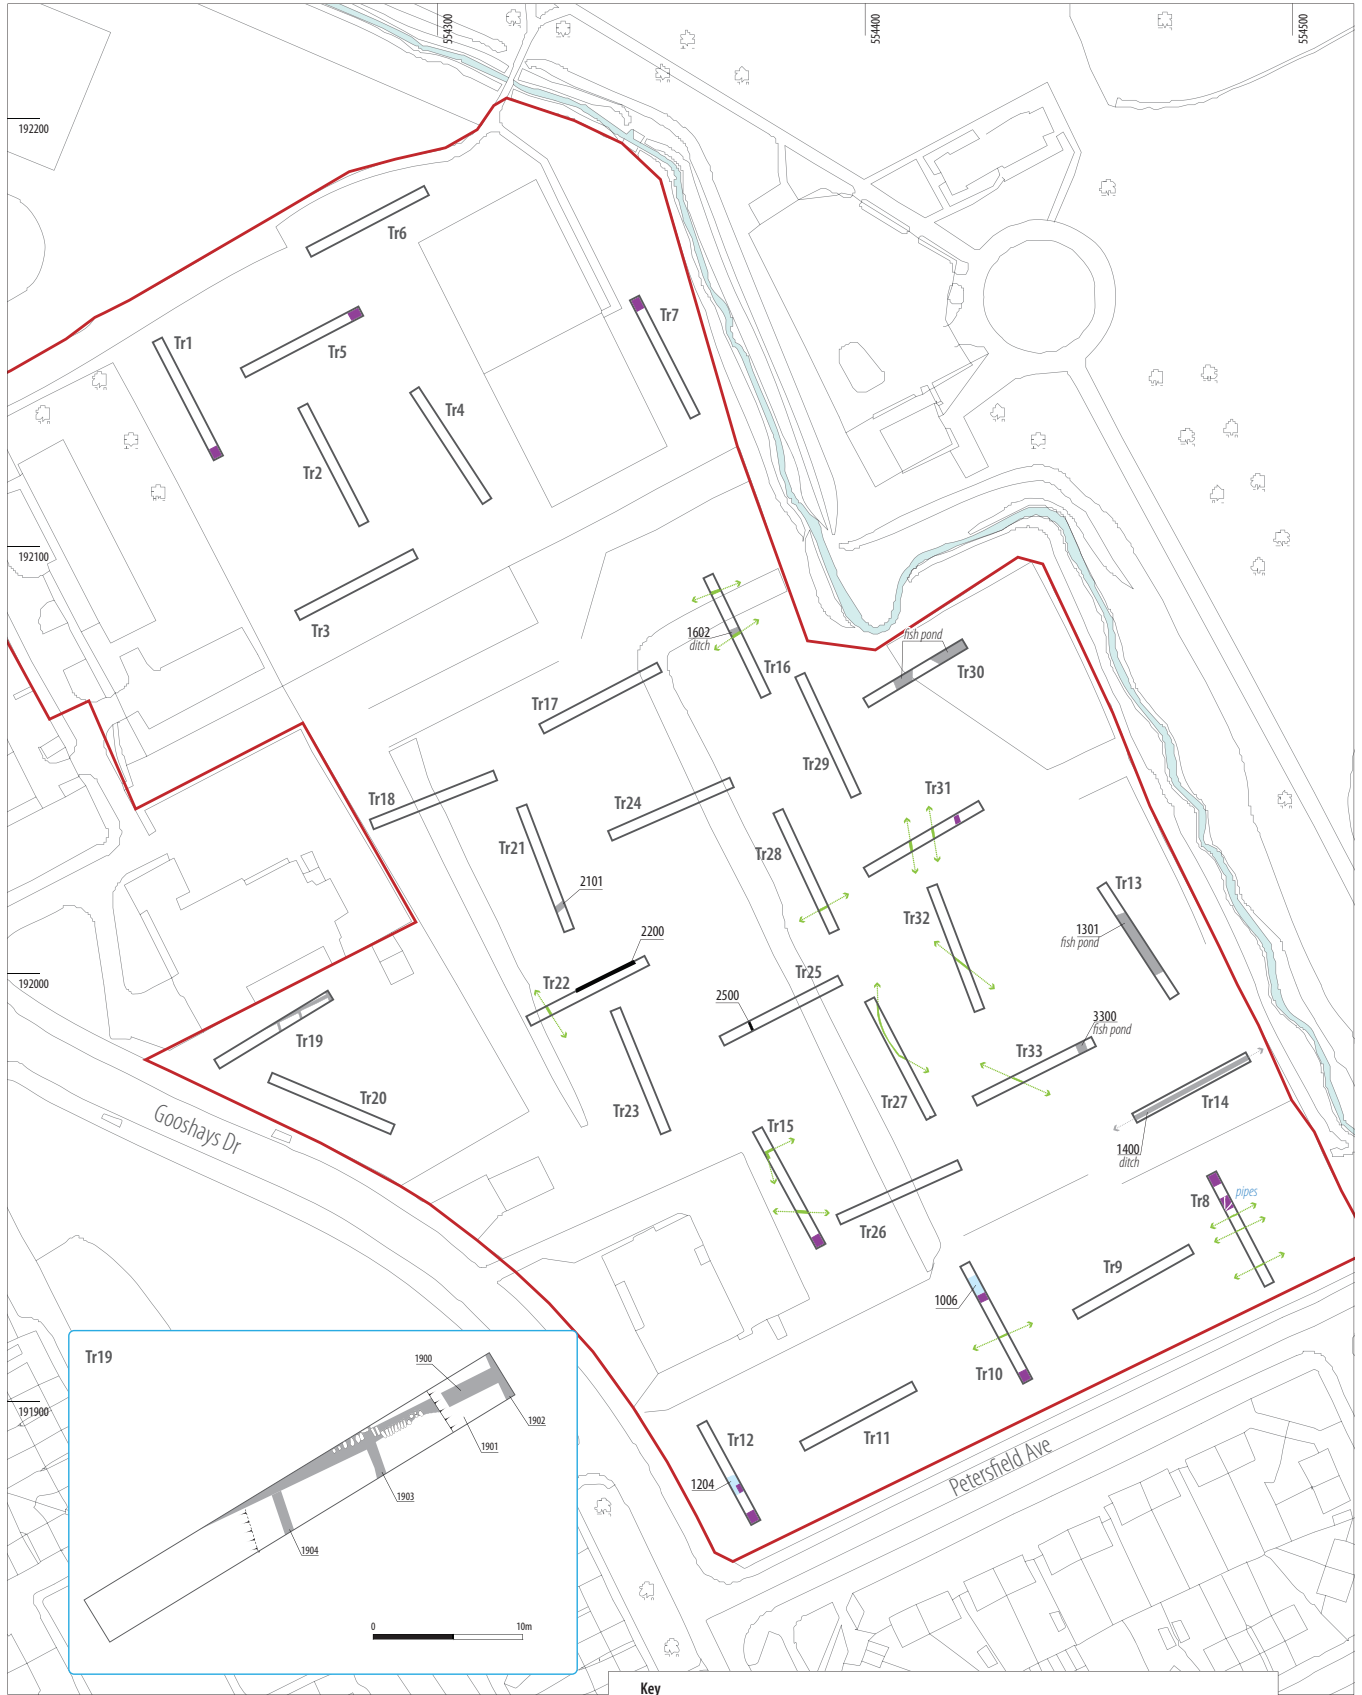 554300
554400
554500
192200
Tr6
Tr7
Tr1
Tr5
Tr4
Tr2
192100
Tr3
1602
ditch
Tr16
fish pond
Tr30
Tr17
Tr29
Tr18
Tr24
Tr31
Tr21
Tr28
2101
Tr32
Tr13
1301
fish pond
2200
192000
Tr22
Tr25
2500
3300
fish pond
Tr19
Tr33
Tr20
Tr23
Tr27
Tr14
Gooshays Dr
Tr15
1400
ditch
Tr26
Tr8
pipes
Tr9
1006
Tr10
Tr19
1900
191900
1902
1901
1903
1904
0 10m
Tr12
Tr11
1204
Petersfield Ave
Key